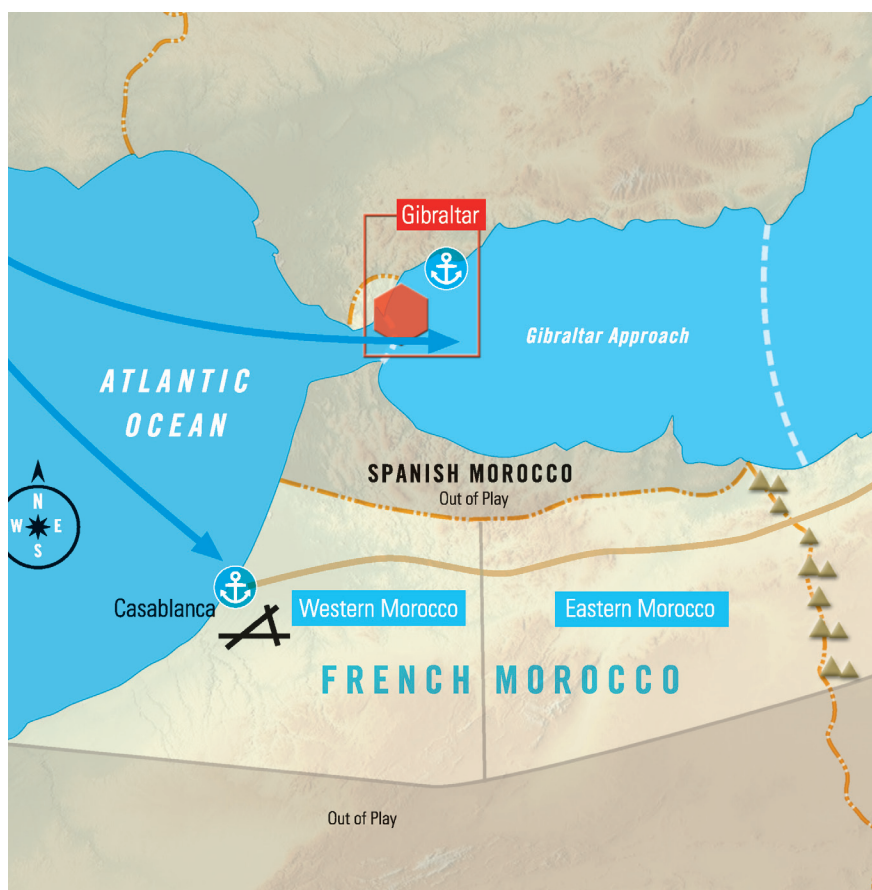 Gibraltar
Gibraltar Approach
ATLANTIC
OCEAN
SPANISH MOROCCO
Out of Play
N
W E
S
Casablanca
Western Morocco
Eastern Morocco
FRENCH MOROCCO
Out of Play